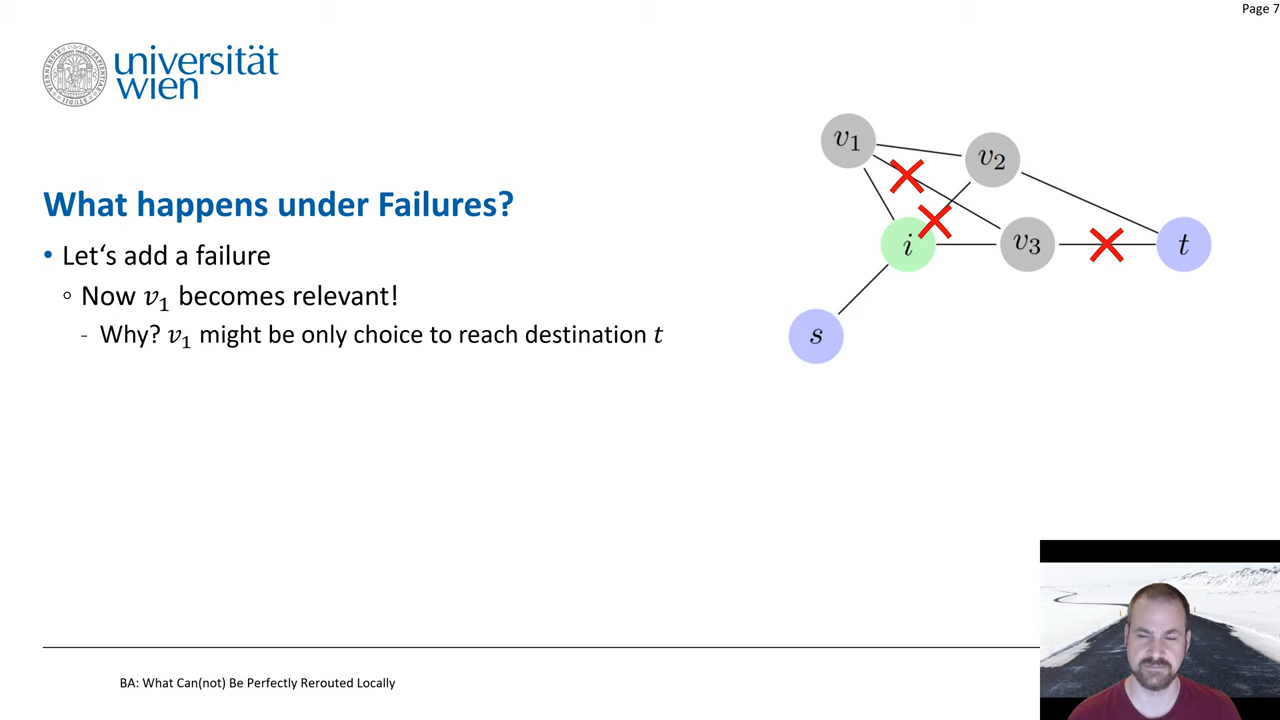 Page 7
universität
wien
What happens under Failures?
• Let‘s add a failure
◦ Now v₁ becomes relevant!
- Why? v₁ might be only choice to reach destination t
v₁
v₂
i
v₃
t
s
BA: What Can(not) Be Perfectly Rerouted Locally